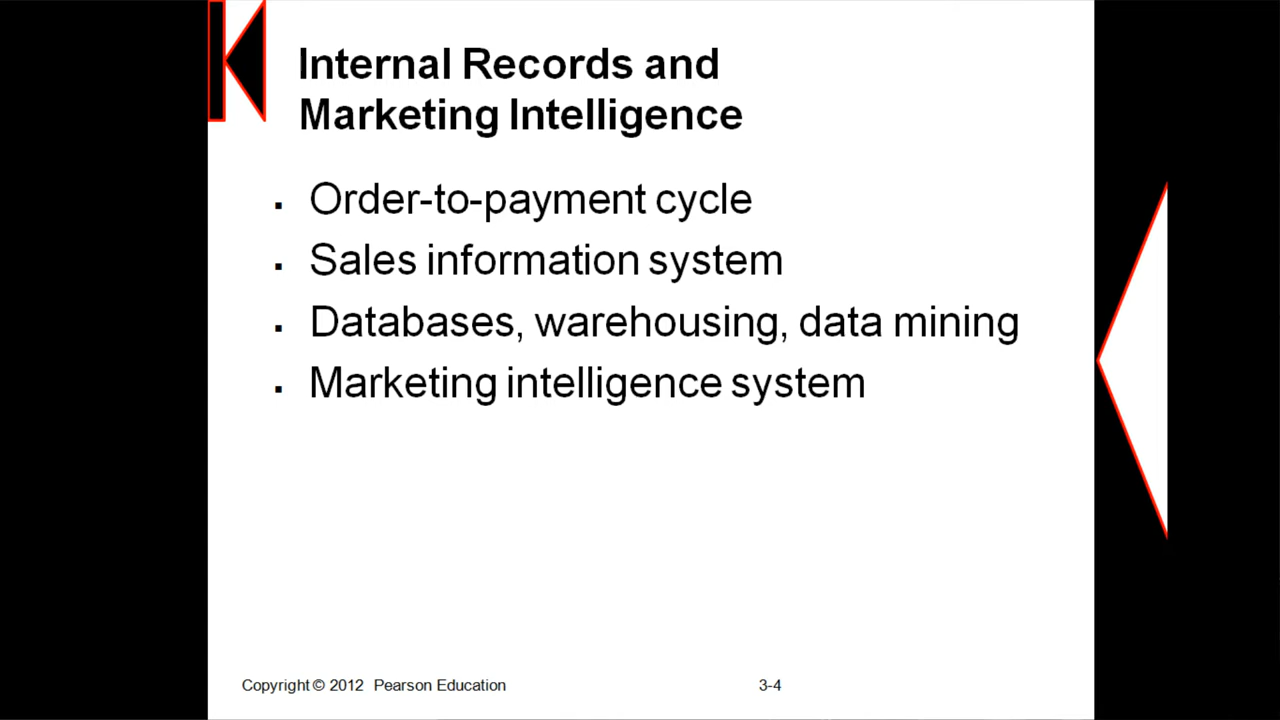 Internal Records and
Marketing Intelligence
▪ Order-to-payment cycle
▪ Sales information system
▪ Databases, warehousing, data mining
▪ Marketing intelligence system
Copyright © 2012 Pearson Education
3-4